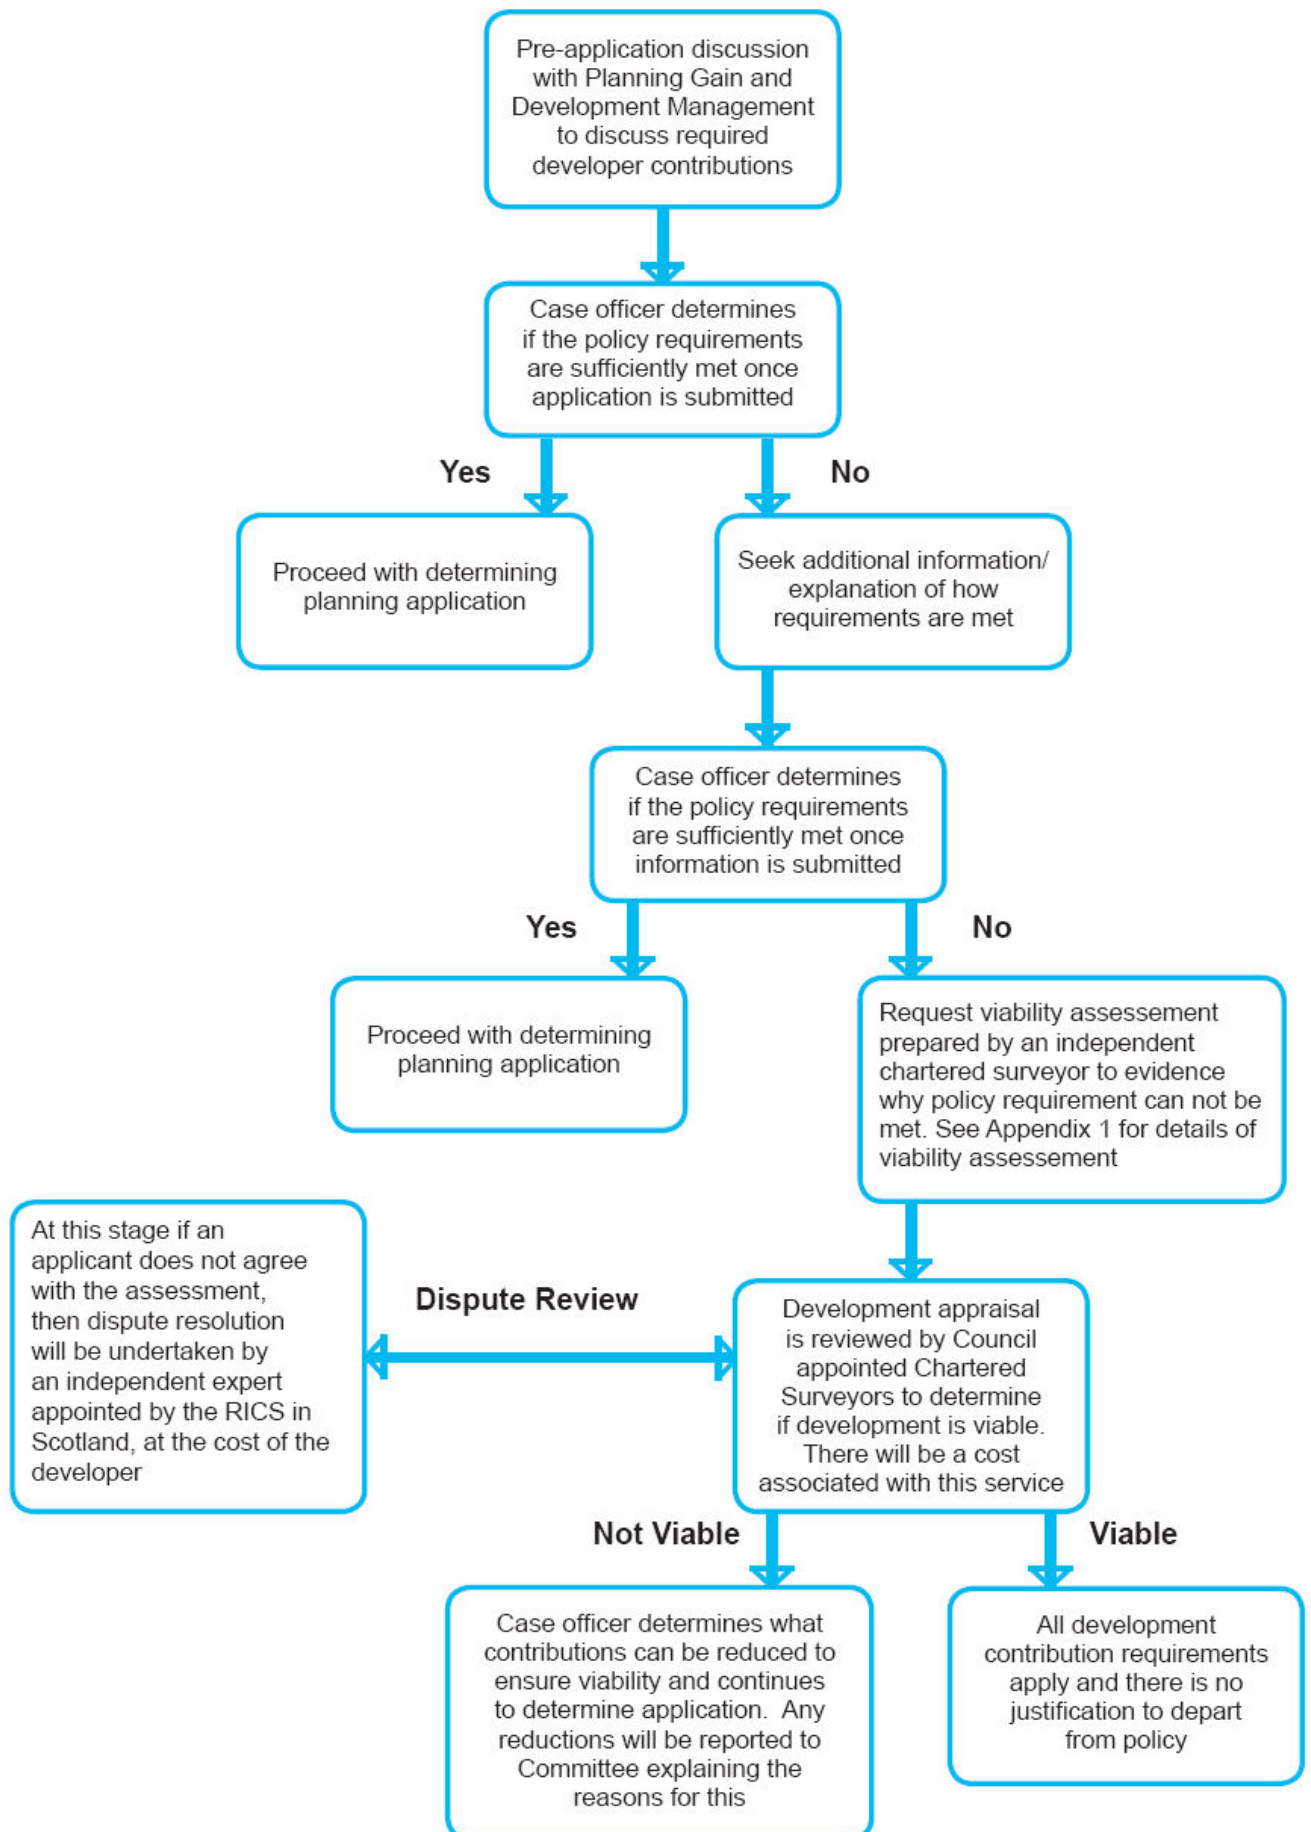 Pre-application discussion
with Planning Gain and
Development Management
to discuss required
developer contributions
Case officer determines
if the policy requirements
are sufficiently met once
application is submitted
Yes
No
Proceed with determining
planning application
Seek additional information/
explanation of how
requirements are met
Case officer determines
if the policy requirements
are sufficiently met once
information is submitted
Yes
No
Proceed with determining
planning application
Request viability assessement
prepared by an independent
chartered surveyor to evidence
why policy requirement can not be
met. See Appendix 1 for details of
viability assessement
At this stage if an
applicant does not agree
with the assessment,
then dispute resolution
will be undertaken by
an independent expert
appointed by the RICS in
Scotland, at the cost of the
developer
Dispute Review
Development appraisal
is reviewed by Council
appointed Chartered
Surveyors to determine
if development is viable.
There will be a cost
associated with this service
Not Viable
Viable
Case officer determines what
contributions can be reduced to
ensure viability and continues
to determine application.  Any
reductions will be reported to
Committee explaining the
reasons for this
All development
contribution requirements
apply and there is no
justification to depart
from policy